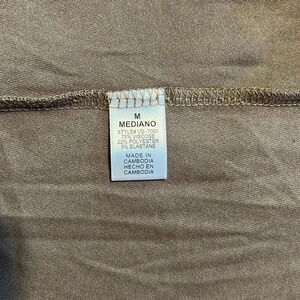 M
MEDIANO
STYLE# VD-7000
75% VISCOSE
22% POLYESTER
3% ELASTANE
MADE IN
CAMBODIA
HECHO EN
CAMBODIA